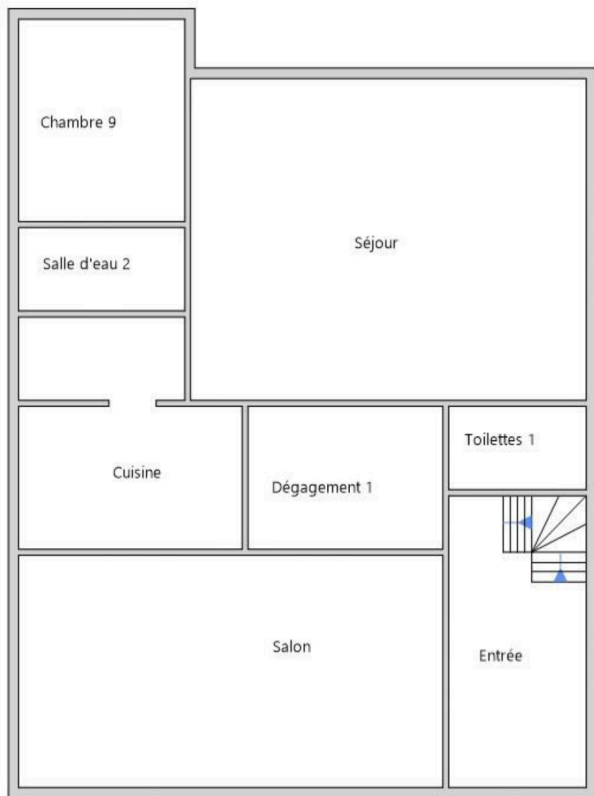 Chambre 9
Séjour
Salle d'eau 2
Toilettes 1
Cuisine
Dégagement 1
Salon
Entrée